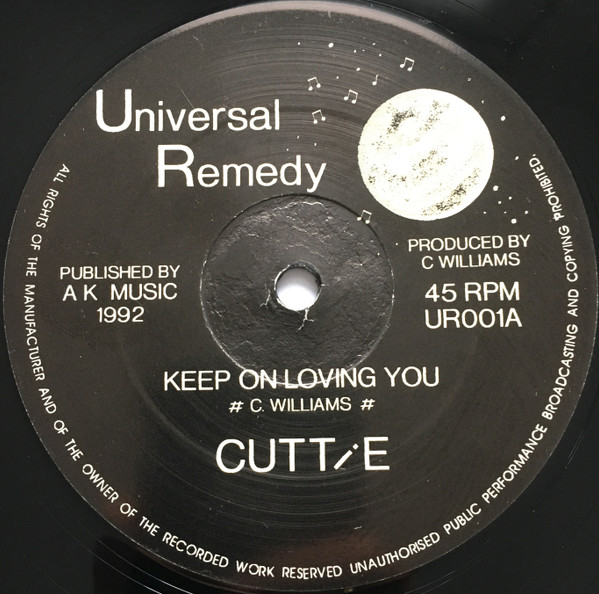 Universal
Remedy
PUBLISHED BY
A K MUSIC
1992
PRODUCED BY
C WILLIAMS
45 RPM
UR001A
KEEP ON LOVING YOU
# C. WILLIAMS #
CUTTiE
ALL RIGHTS OF THE MANUFACTURER AND OF THE OWNER OF THE RECORDED WORK RESERVED UNAUTHORISED PUBLIC PERFORMANCE BROADCASTING AND COPYING PROHIBITED.